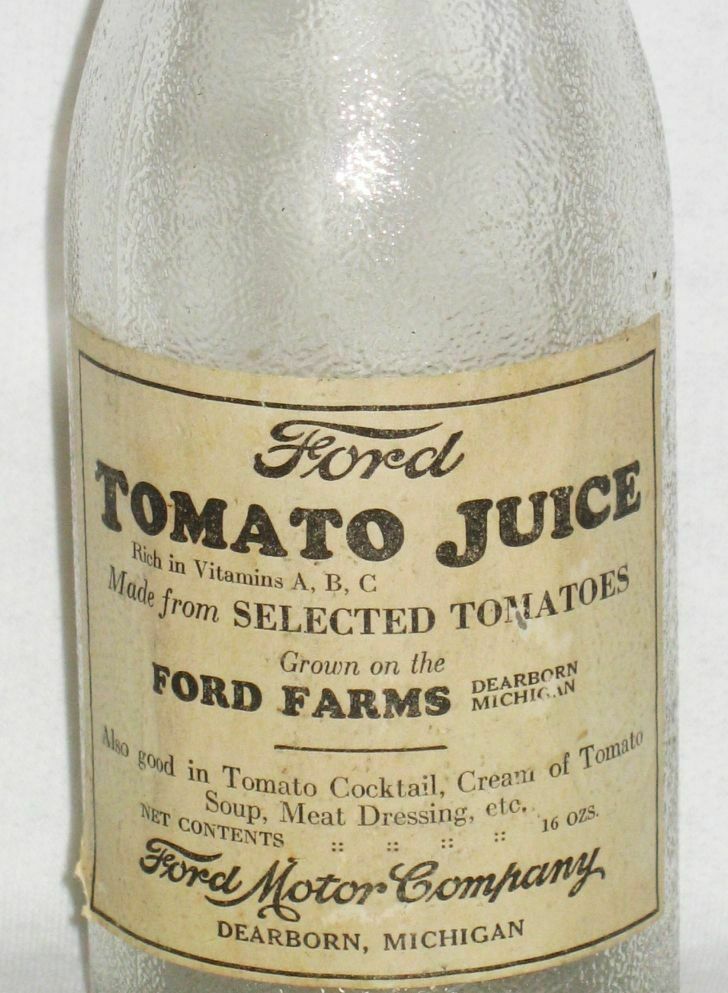 Ford
TOMATO JUICE
Rich in Vitamins A, B, C
Made from SELECTED TOMATOES
Grown on the
FORD FARMS DEARBORN
MICHIGAN
Also good in Tomato Cocktail, Cream of Tomato
Soup, Meat Dressing, etc.
NET CONTENTS :: :: :: :: 16 OZS.
Ford Motor Company
DEARBORN, MICHIGAN